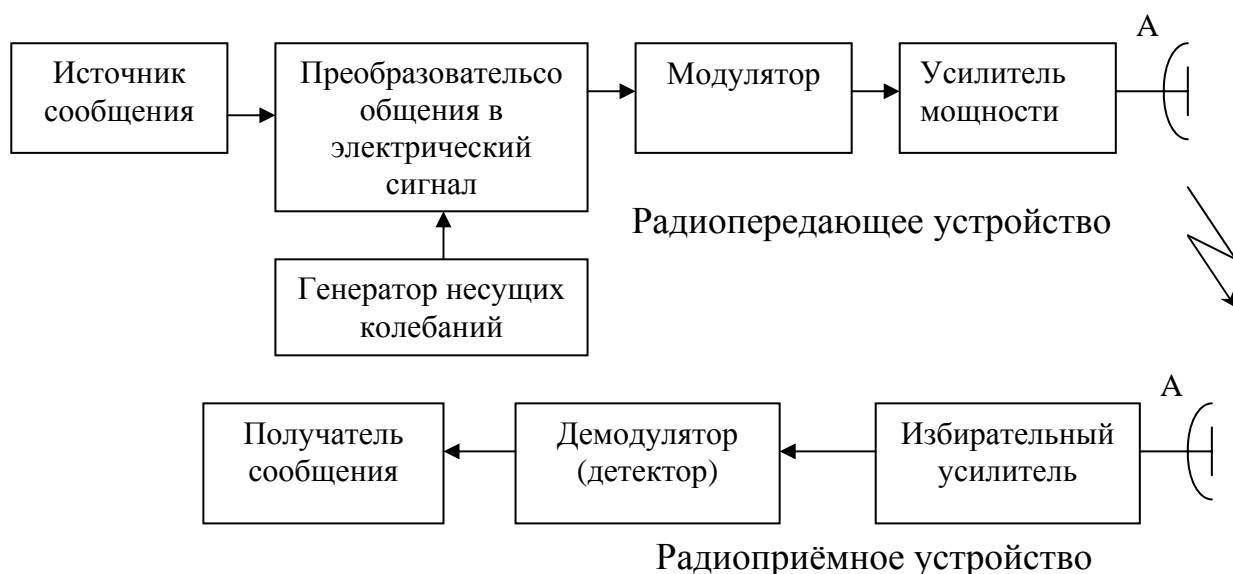 А
Источник
сообщения
Преобразовательсо
общения в
электрический
сигнал
Модулятор
Усилитель
мощности
Радиопередающее устройство
Генератор несущих
колебаний
А
Получатель
сообщения
Демодулятор
(детектор)
Избирательный
усилитель
Радиоприёмное устройство